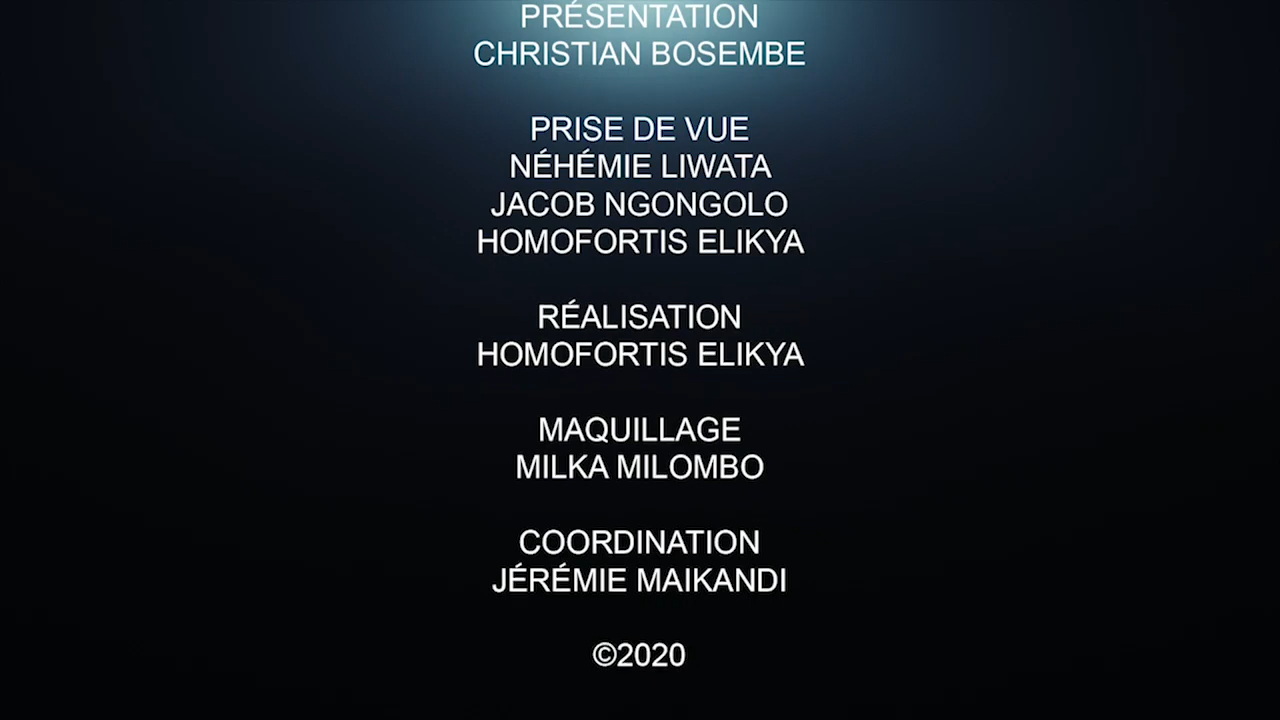 PRÉSENTATION
CHRISTIAN BOSEMBE
PRISE DE VUE
NÉHÉMIE LIWATA
JACOB NGONGOLO
HOMOFORTIS ELIKYA
RÉALISATION
HOMOFORTIS ELIKYA
MAQUILLAGE
MILKA MILOMBO
COORDINATION
JÉRÉMIE MAIKANDI
©2020